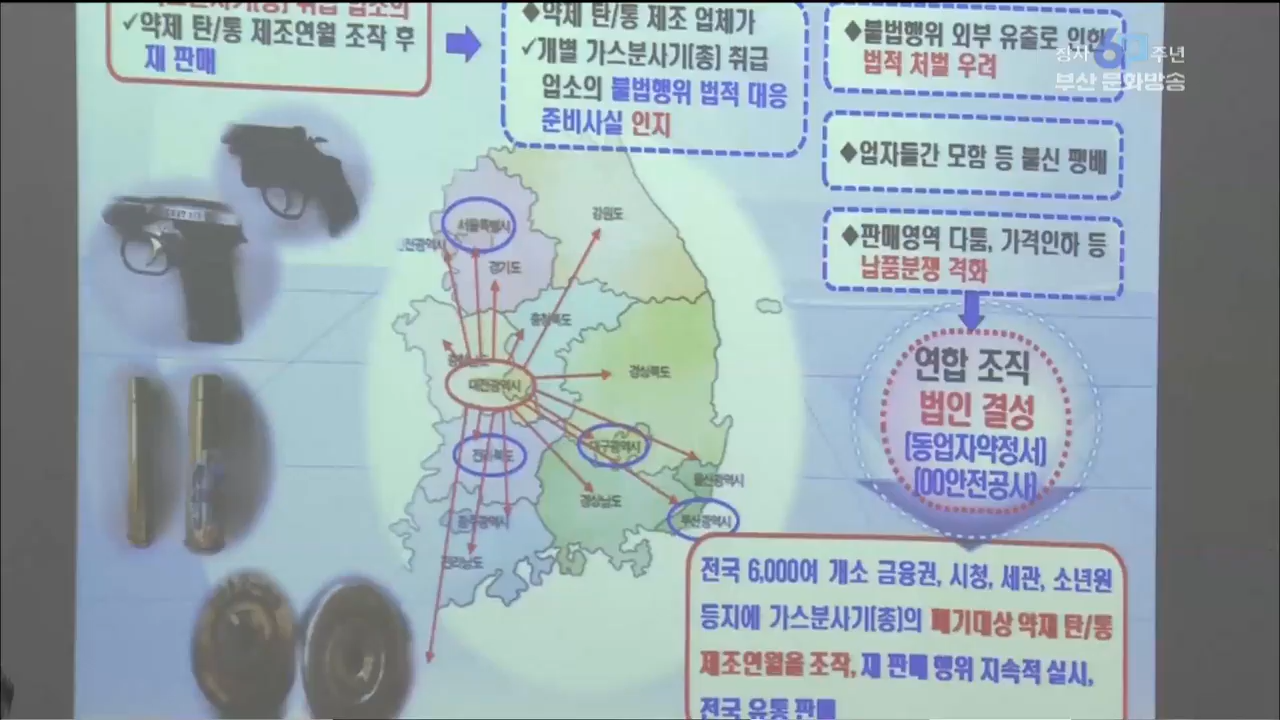 ✓약제 탄/통 제조연월 조작 후
재 판매
◆약제 탄/통 제조 업체가
✓개별 가스분사기(총) 취급
업소의 불법행위 법적 대응
준비사실 인지
◆불법행위 외부 유출로 인한
법적 처벌 우려
창사60주년
부산문화방송
◆업자들간 모함 등 불신 팽배
◆판매영역 다툼, 가격인하 등
납품분쟁 격화
연합 조직
법인 결성
(동업자약정서)
(00안전공사)
서울특별시
강원도
경기도
충청북도
대전광역시
경상북도
전라북도
대구광역시
울산광역시
경상남도
부산광역시
광주광역시
전라남도
전국 6,000여 개소 금융권, 시청, 세관, 소년원
등지에 가스분사기(총)의 폐기대상 약제 탄/통
제조연월을 조작, 재 판매 행위 지속적 실시,
전국 유통 판매